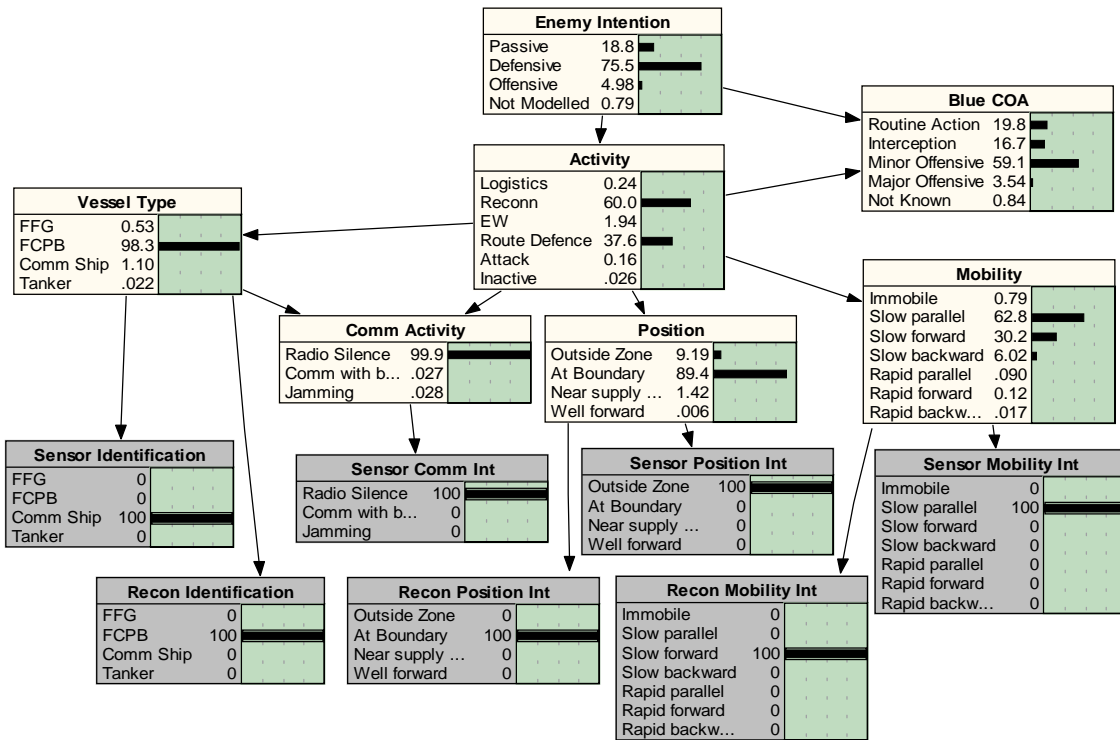 Enemy Intention
Passive 18.8
Defensive 75.5
Offensive 4.98
Not Modelled 0.79
Blue COA
Routine Action 19.8
Interception 16.7
Minor Offensive 59.1
Major Offensive 3.54
Not Known 0.84
Activity
Logistics 0.24
Reconn 60.0
EW 1.94
Route Defence 37.6
Attack 0.16
Inactive .026
Vessel Type
FFG 0.53
FCPB 98.3
Comm Ship 1.10
Tanker .022
Mobility
Immobile 0.79
Slow parallel 62.8
Slow forward 30.2
Slow backward 6.02
Rapid parallel .090
Rapid forward 0.12
Rapid backw... .017
Comm Activity
Radio Silence 99.9
Comm with b... .027
Jamming .028
Position
Outside Zone 9.19
At Boundary 89.4
Near supply ... 1.42
Well forward .006
Sensor Identification
FFG 0
FCPB 0
Comm Ship 100
Tanker 0
Sensor Comm Int
Radio Silence 100
Comm with b... 0
Jamming 0
Sensor Position Int
Outside Zone 100
At Boundary 0
Near supply ... 0
Well forward 0
Sensor Mobility Int
Immobile 0
Slow parallel 100
Slow forward 0
Slow backward 0
Rapid parallel 0
Rapid forward 0
Rapid backw... 0
Recon Identification
FFG 0
FCPB 100
Comm Ship 0
Tanker 0
Recon Position Int
Outside Zone 0
At Boundary 100
Near supply ... 0
Well forward 0
Recon Mobility Int
Immobile 0
Slow parallel 0
Slow forward 100
Slow backward 0
Rapid parallel 0
Rapid forward 0
Rapid backw... 0